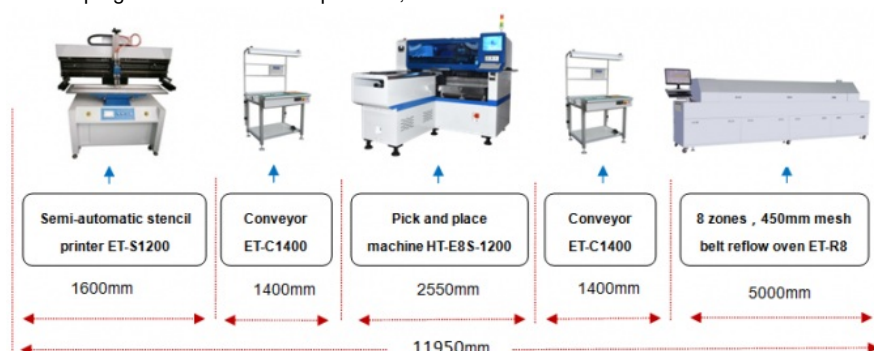 Semi-automatic stencil
printer ET-S1200
Conveyor
ET-C1400
Pick and place
machine HT-E8S-1200
Conveyor
ET-C1400
8 zones , 450mm mesh
belt reflow oven ET-R8
1600mm
1400mm
2550mm
1400mm
5000mm
11950mm